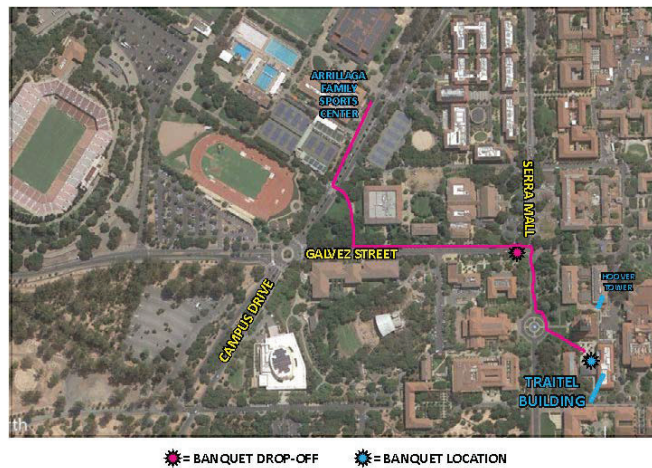 ARRILLAGA
FAMILY
SPORTS
CENTER
SERRA MALL
GALVEZ STREET
HOOVER
TOWER
CAMPUS DRIVE
TRAITEL
BUILDING
= BANQUET DROP-OFF
= BANQUET LOCATION